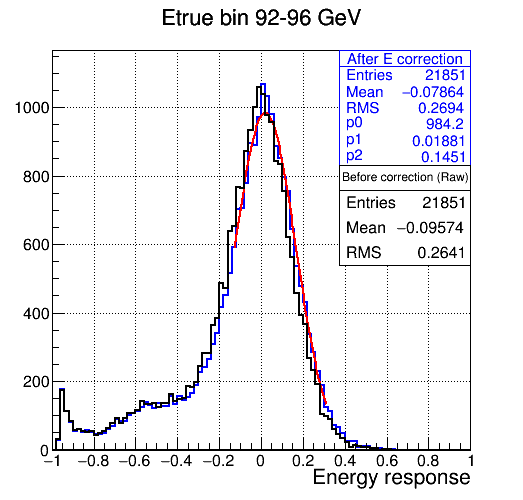 Etrue bin 92-96 GeV
After E correction
Entries 21851
Mean −0.07864
RMS 0.2694
p0 984.2
p1 0.01881
p2 0.1451
Before correction (Raw)
Entries 21851
Mean −0.09574
RMS 0.2641
1000
800
600
400
200
0
−1 −0.8 −0.6 −0.4 −0.2 0 0.2 0.4 0.6 0.8 1
Energy response